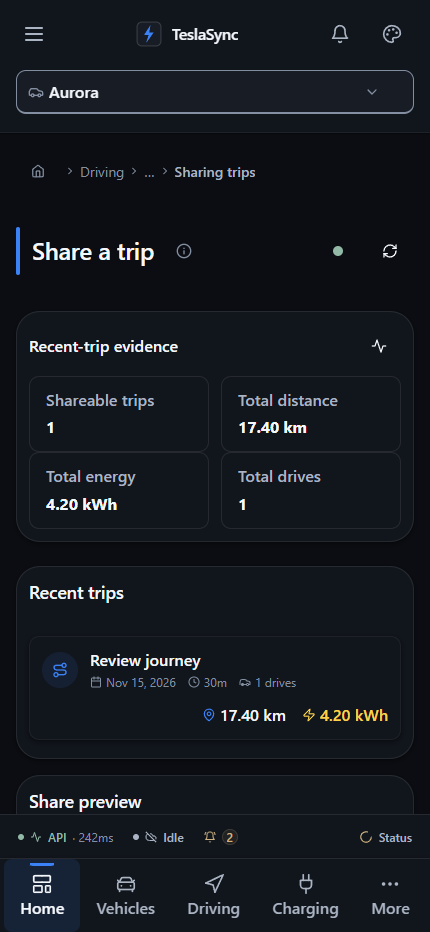 TeslaSync
Aurora
Driving ... Sharing trips
Share a trip
Recent-trip evidence
Shareable trips
1
Total distance
17.40 km
Total energy
4.20 kWh
Total drives
1
Recent trips
Review journey
Nov 15, 2026 30m 1 drives
17.40 km 4.20 kWh
Share preview
API · 242ms Idle 2 Status
Home Vehicles Driving Charging More